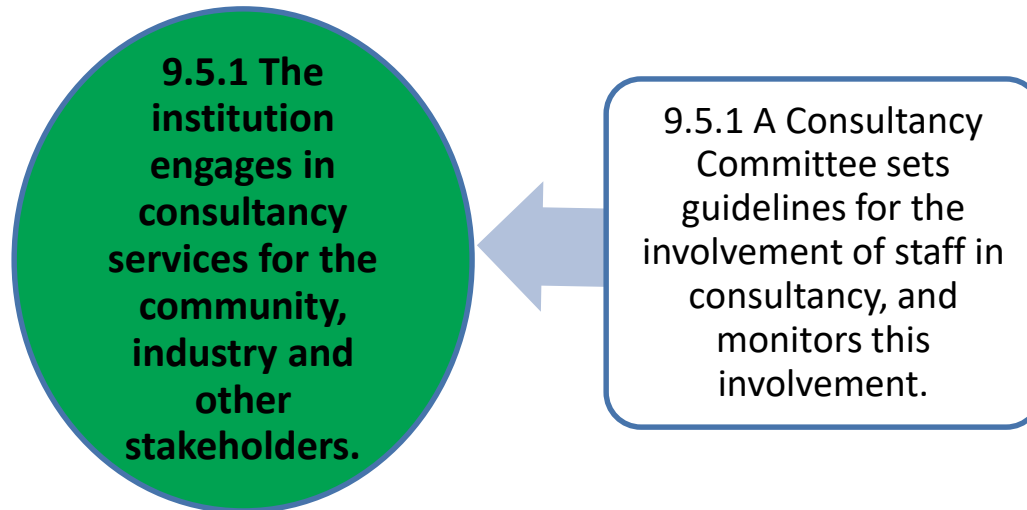 9.5.1 The
institution
engages in
consultancy
services for the
community,
industry and
other
stakeholders.
9.5.1 A Consultancy
Committee sets
guidelines for the
involvement of staff in
consultancy, and
monitors this
involvement.